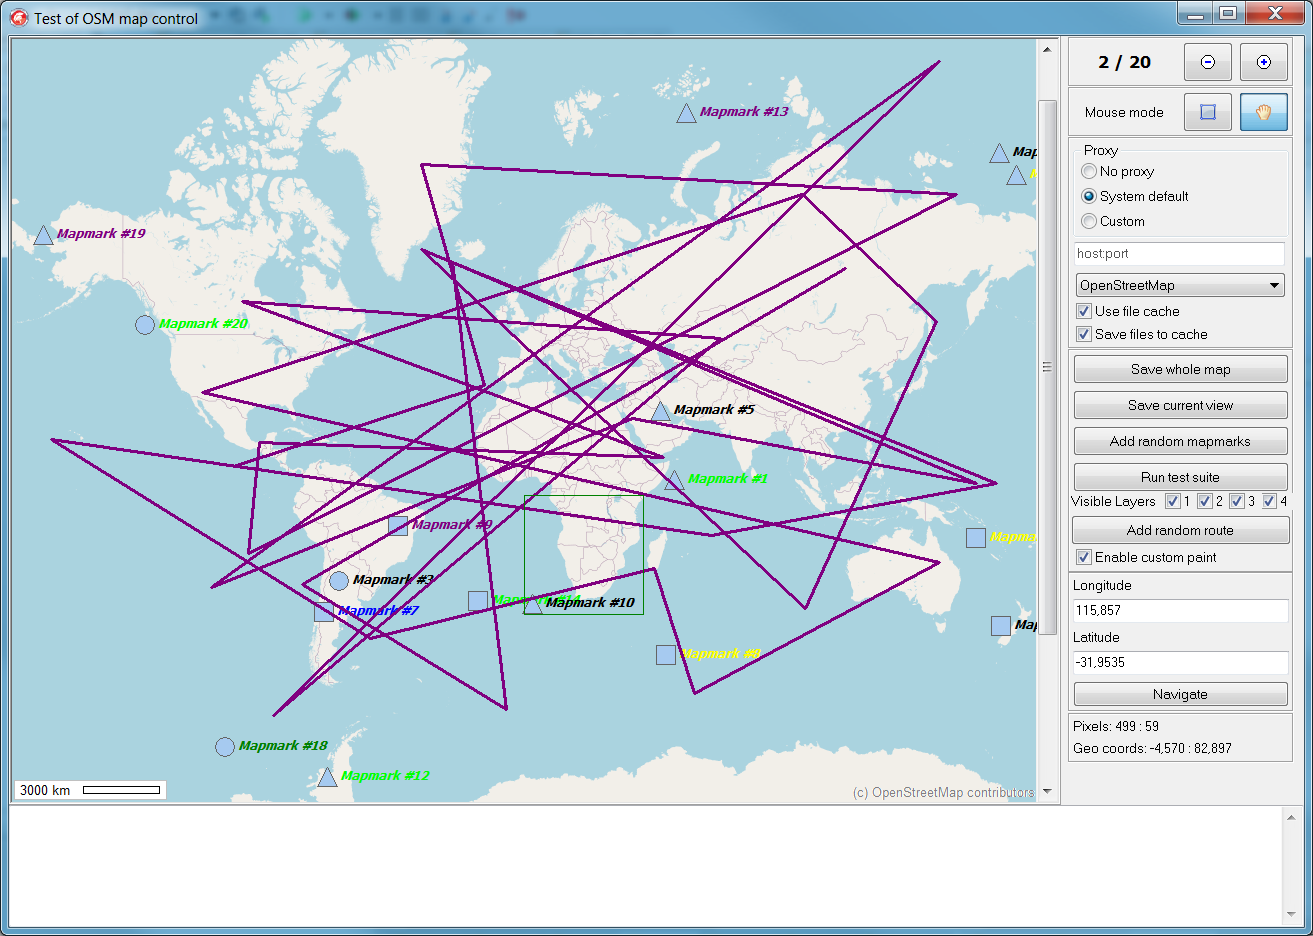 Test of OSM map control
2 / 20
Mouse mode
Proxy
No proxy
System default
Custom
host:port
OpenStreetMap
Use file cache
Save files to cache
Save whole map
Save current view
Add random mapmarks
Run test suite
Visible Layers 1 2 3 4
Add random route
Enable custom paint
Longitude
115,857
Latitude
-31,9535
Navigate
Pixels: 499 : 59
Geo coords: -4,570 : 82,897
Mapmark #13
Map
Mapmark #19
Mapmark #20
Mapmark #5
Mapmark #1
Mapmark #9
Mapma
Mapmark #3
Mapmark #14
Mapmark #10
Mapmark #7
Map
Mapmark #18
Mapmark #12
3000 km
(c) OpenStreetMap contributors